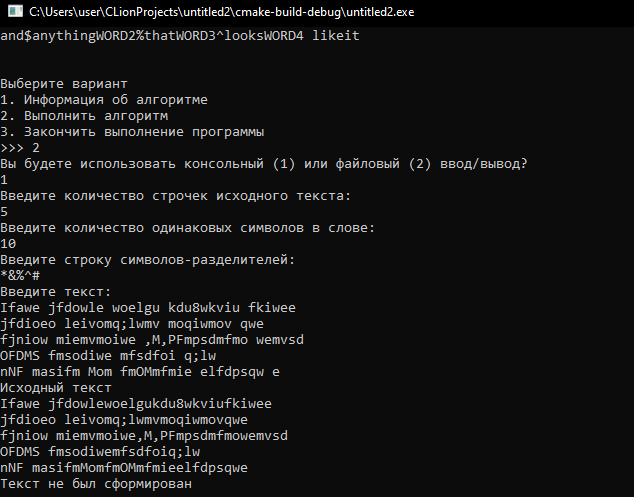 C:\Users\user\CLionProjects\untitled2\cmake-build-debug\untitled2.exe
and$anythingWORD2%thatWORD3^looksWORD4 likeit
Выберите вариант
1. Информация об алгоритме
2. Выполнить алгоритм
3. Закончить выполнение программы
>>> 2
Вы будете использовать консольный (1) или файловый (2) ввод/вывод?
1
Введите количество строчек исходного текста:
5
Введите количество одинаковых символов в слове:
10
Введите строку символов-разделителей:
*&%^#
Введите текст:
Ifawe jfdowle woelgu kdu8wkviu fkiwee
jfdioeo leivomq;lwmv moqiwmov qwe
fjniow miemvmoiwe ,M,PFmpsdmfmo wemvsd
OFDMS fmsodiwe mfsdfoi q;lw
nNF masifm Mom fmOMmfmie elfdpsqw e
Исходный текст
Ifawe jfdowlewoelgukdu8wkviufkiwee
jfdioeo leivomq;lwmvmoqiwmovqwe
fjniow miemvmoiwe,M,PFmpsdmfmowemvsd
OFDMS fmsodiwemfsdfoiq;lw
nNF masifmMomfmOMmfmieelfdpsqwe
Текст не был сформирован